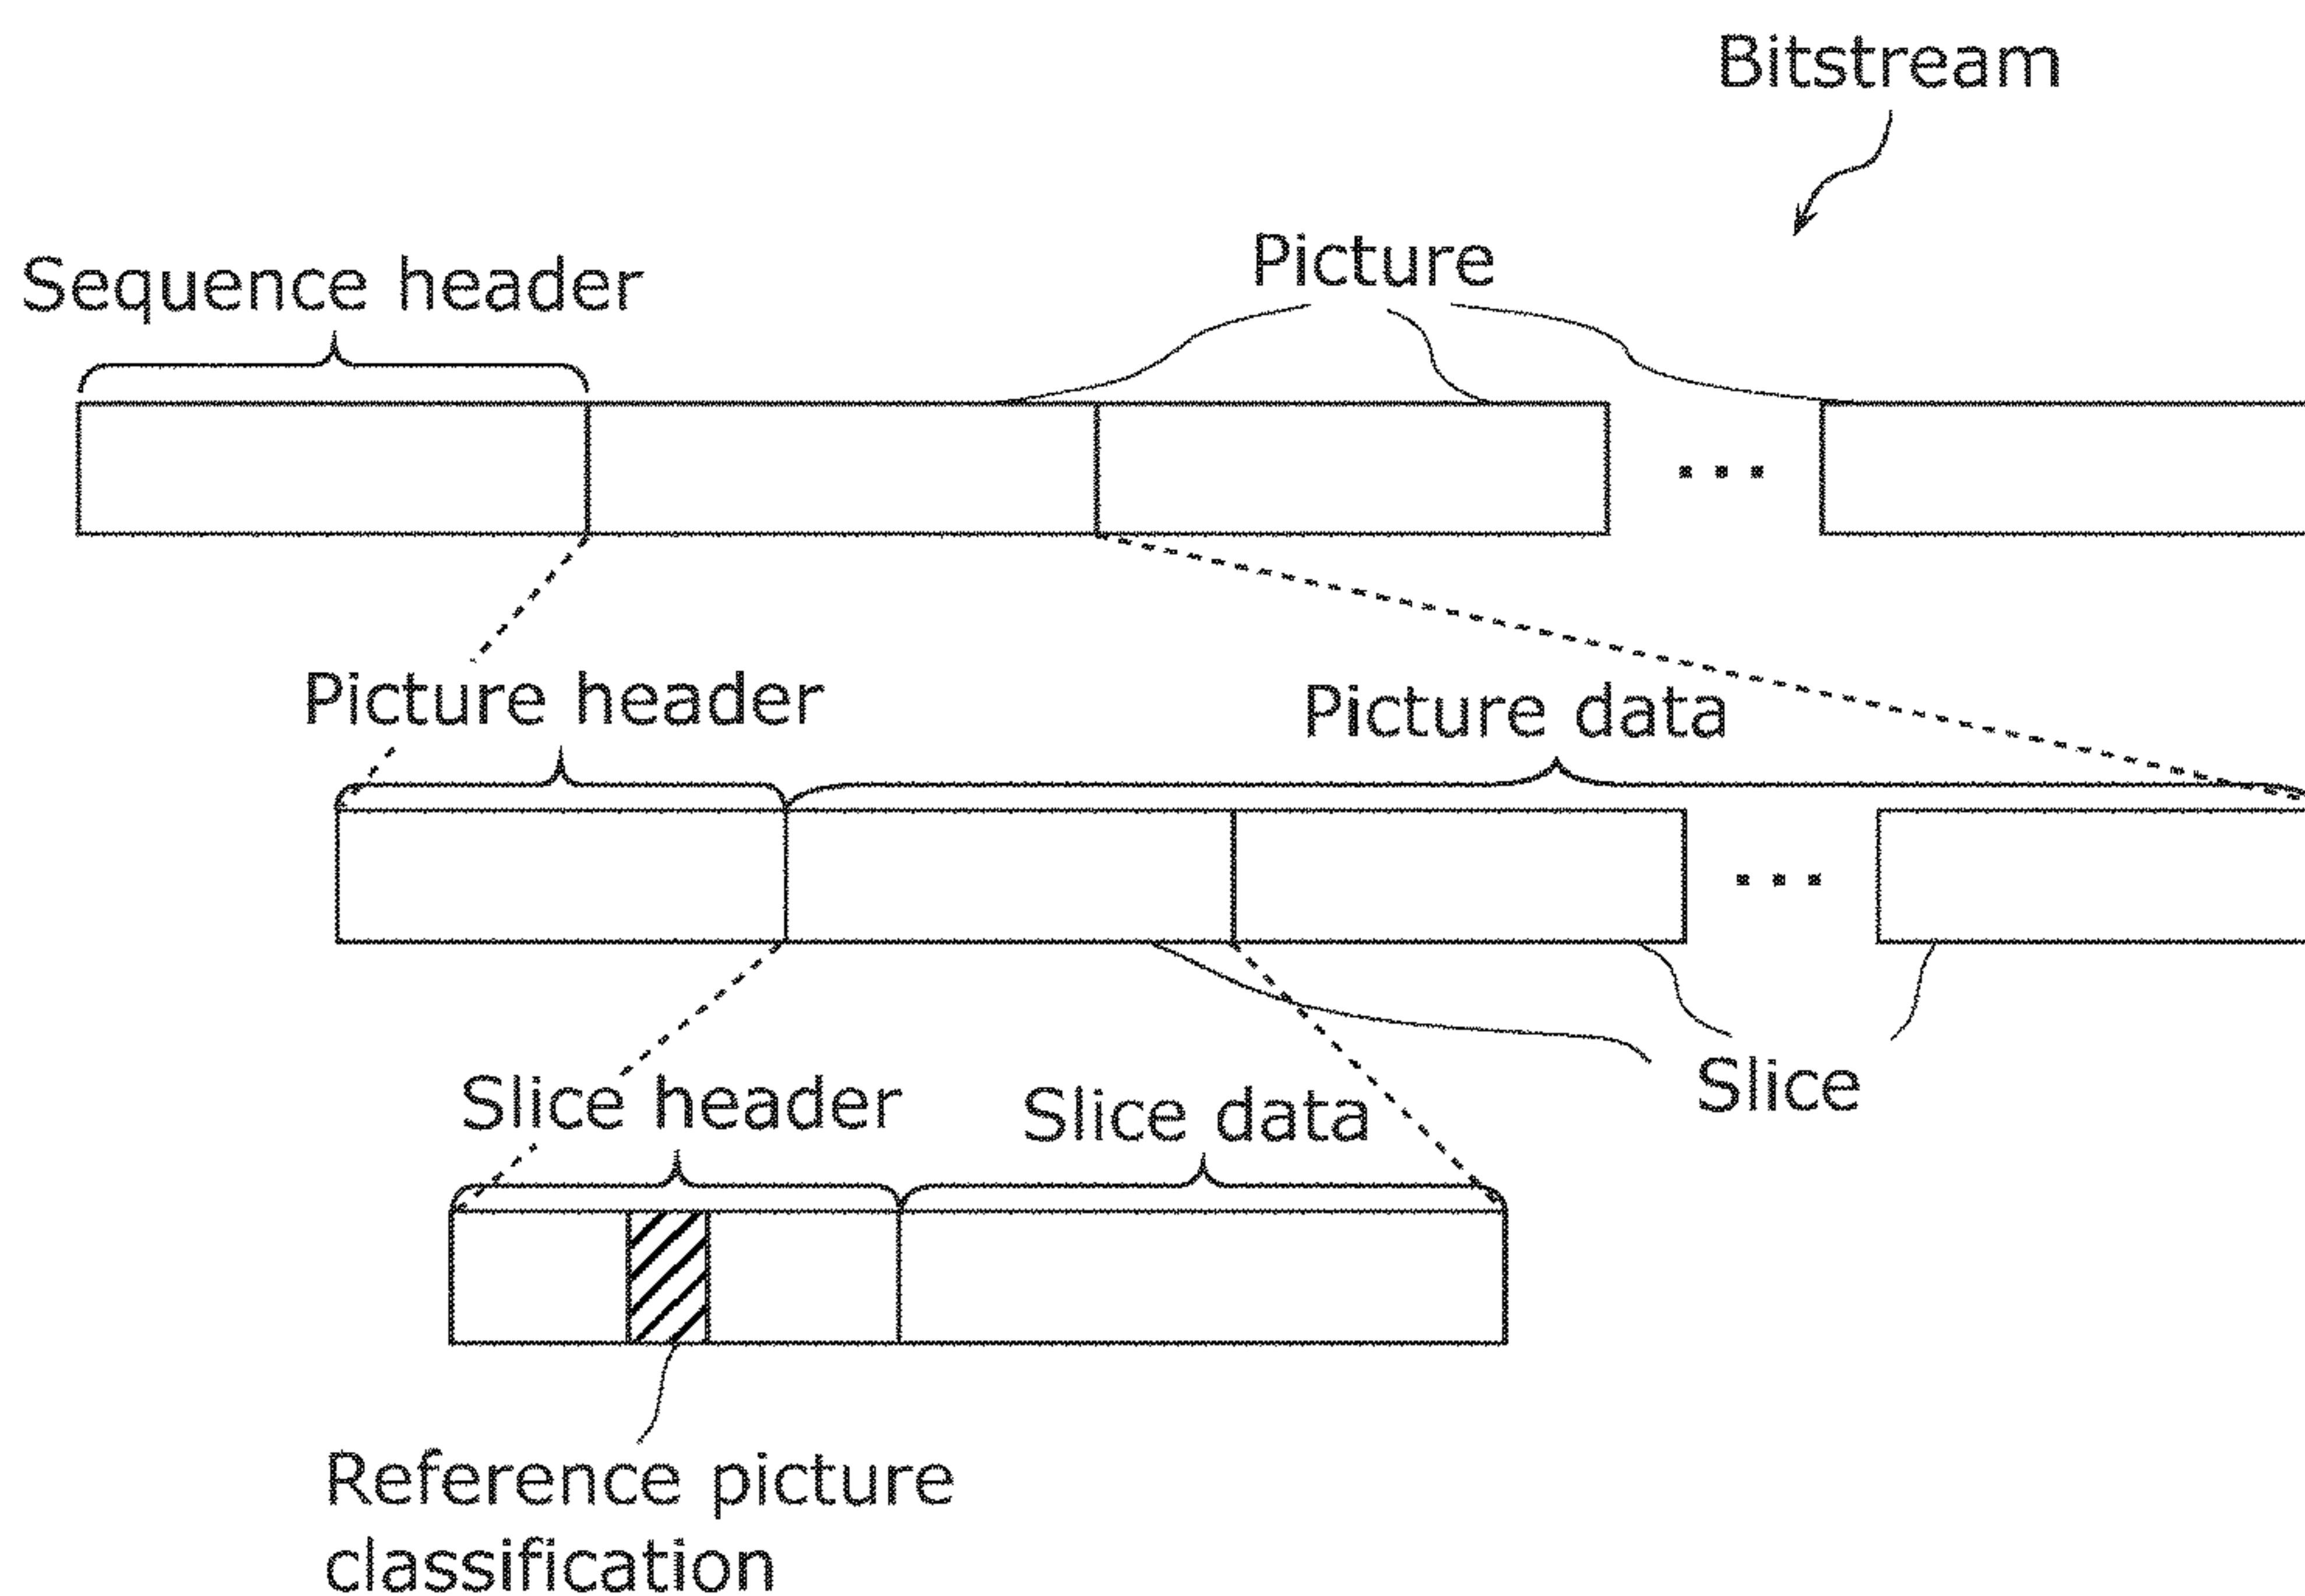 Bitstream
Picture
Sequence header
...
Picture header
Picture data
...
Slice
Slice header
Slice data
Reference picture
classification